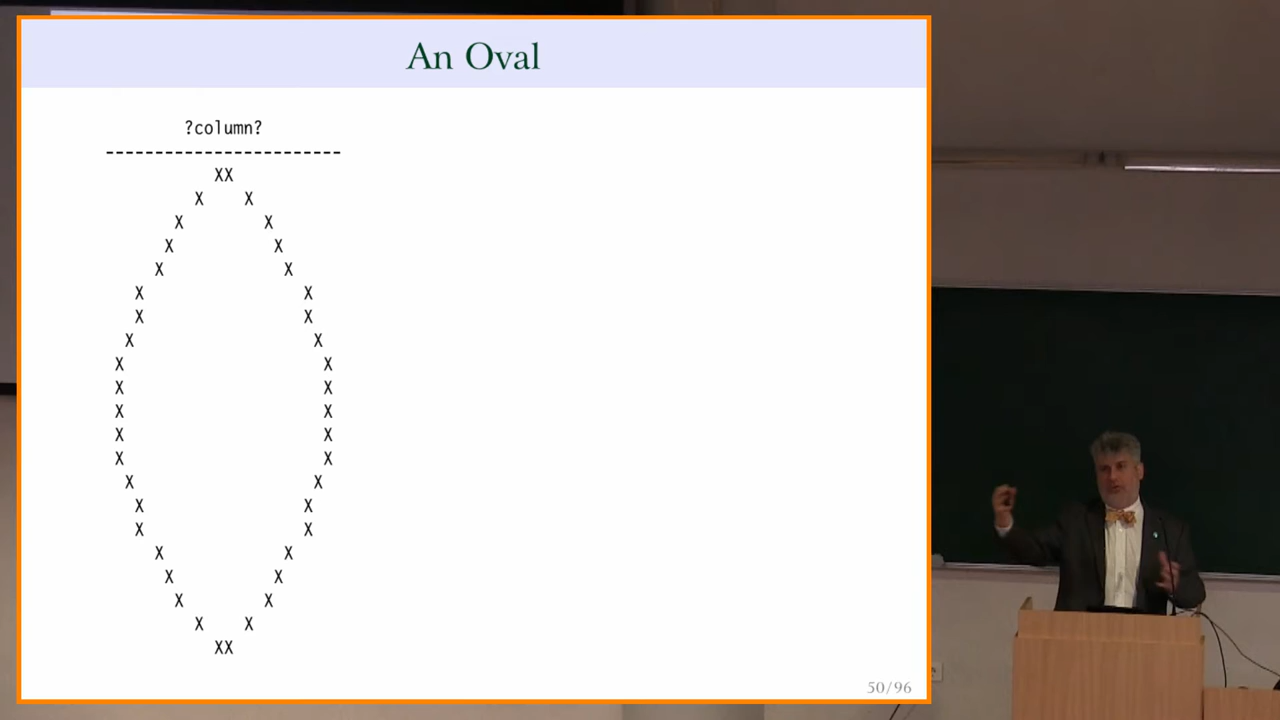 An Oval
?column?
-----------------------
           XX
         X    X
       X        X
      X          X
     X            X
   X                X
   X                X
  X                  X
 X                    X
 X                    X
 X                    X
 X                    X
 X                    X
  X                  X
   X                X
   X                X
     X            X
      X          X
       X        X
         X    X
           XX
50/96